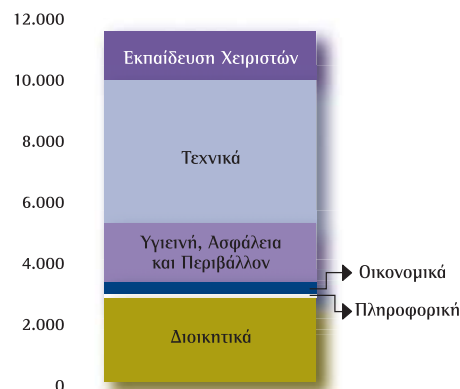 12.000
Εκπαίδευση Χειριστών
10.000
8.000
Τεχνικά
6.000
Υγιεινή, Ασφάλεια
και Περιβάλλον
4.000
Οικονομικά
Πληροφορική
2.000
Διοικητικά
0